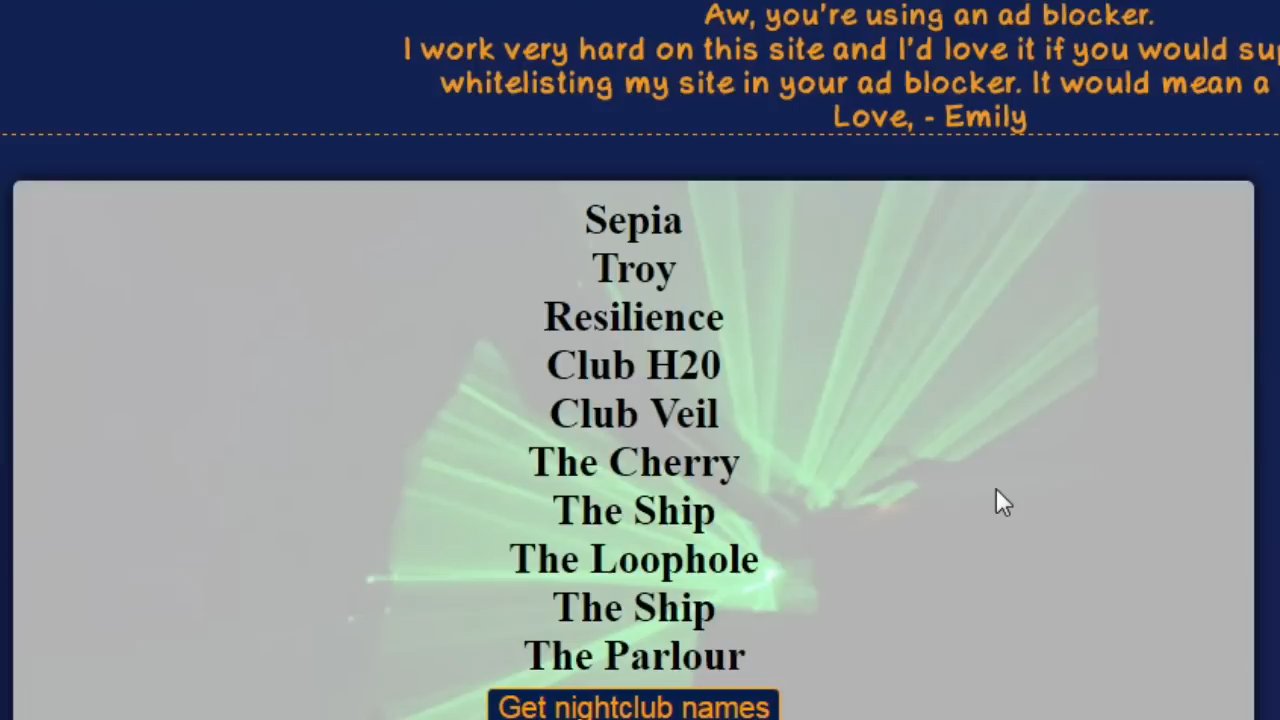 Aw, you're using an ad blocker.
I work very hard on this site and I'd love it if you would
whitelisting my site in your ad blocker. It would mean a
Love, - Emily
Sepia
Troy
Resilience
Club H20
Club Veil
The Cherry
The Ship
The Loophole
The Ship
The Parlour
Get nightclub names